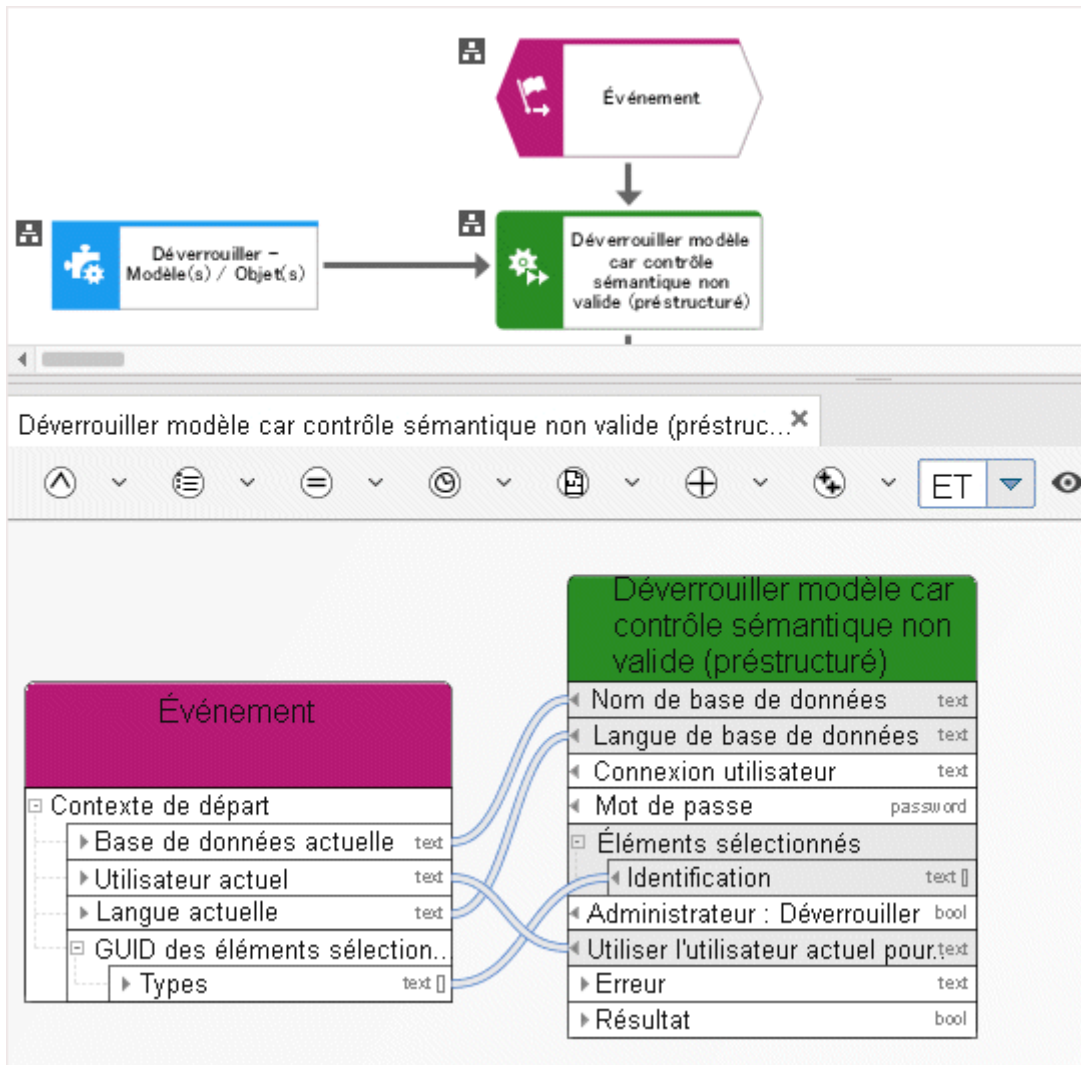 Événement
Déverrouiller -
Modèle(s) / Objet(s)
Déverrouiller modèle
car contrôle
sémantique non
valide (préstructuré)
Déverrouiller modèle car contrôle sémantique non valide (préstruc...
ET
Déverrouiller modèle car
contrôle sémantique non
valide (préstructuré)
Événement
Nom de base de données text
Langue de base de données text
Connexion utilisateur text
Mot de passe password
Éléments sélectionnés
Identification text []
Administrateur : Déverrouiller bool
Utiliser l'utilisateur actuel pour. text
Erreur text
Résultat bool
Contexte de départ
Base de données actuelle text
Utilisateur actuel text
Langue actuelle text
GUID des éléments sélection...
Types text []